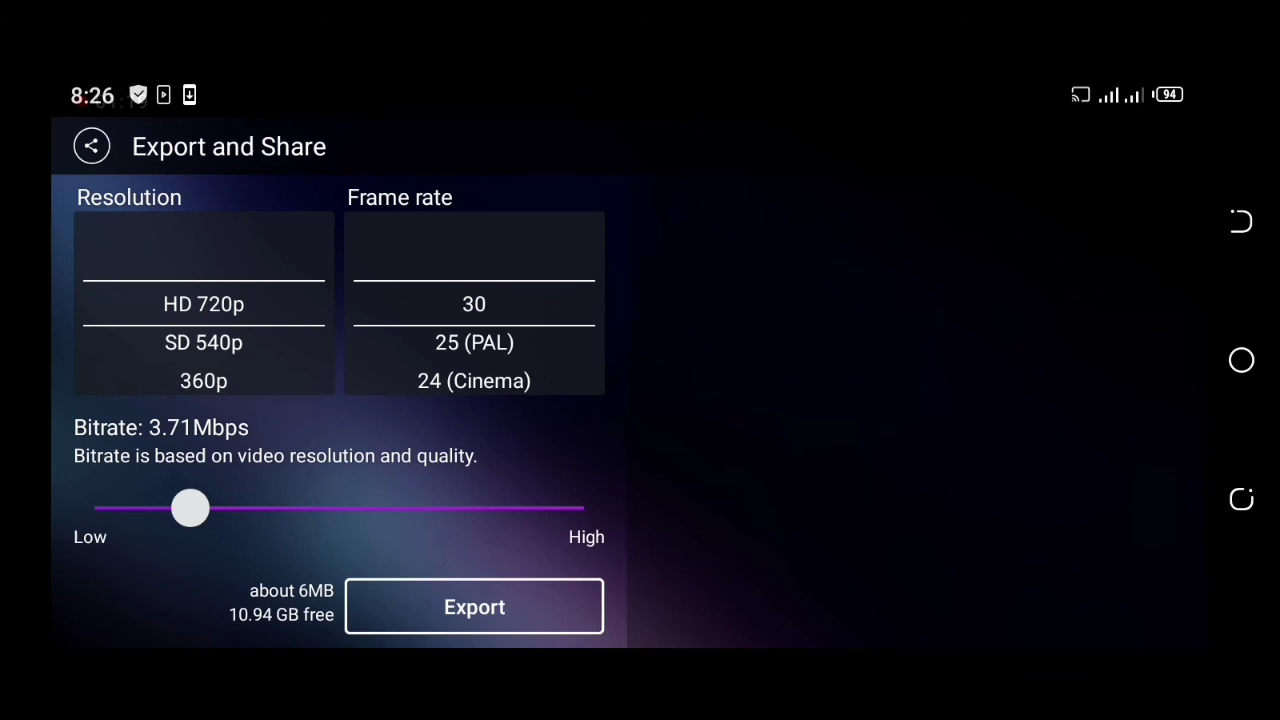 8:26
94
Export and Share
Resolution
Frame rate
HD 720p
30
SD 540p
25 (PAL)
360p
24 (Cinema)
Bitrate: 3.71Mbps
Bitrate is based on video resolution and quality.
Low
High
about 6MB
10.94 GB free
Export